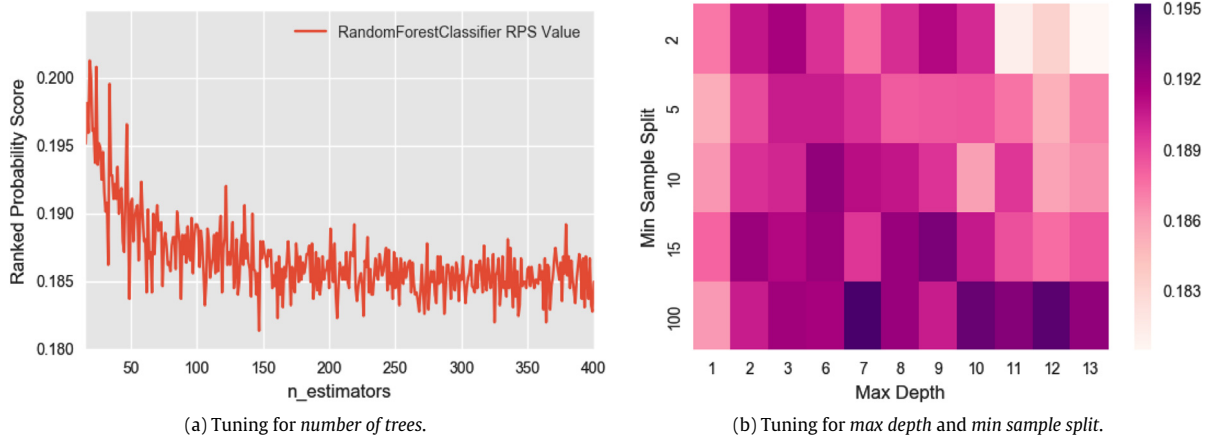 RandomForestClassifier RPS Value
Ranked Probability Score
0.200
0.195
0.190
0.185
0.180
50 100 150 200 250 300 350 400
n_estimators
(a) Tuning for number of trees.
Min Sample Split
2
5
10
15
100
1 2 3 6 7 8 9 10 11 12 13
Max Depth
0.195
0.192
0.189
0.186
0.183
(b) Tuning for max depth and min sample split.